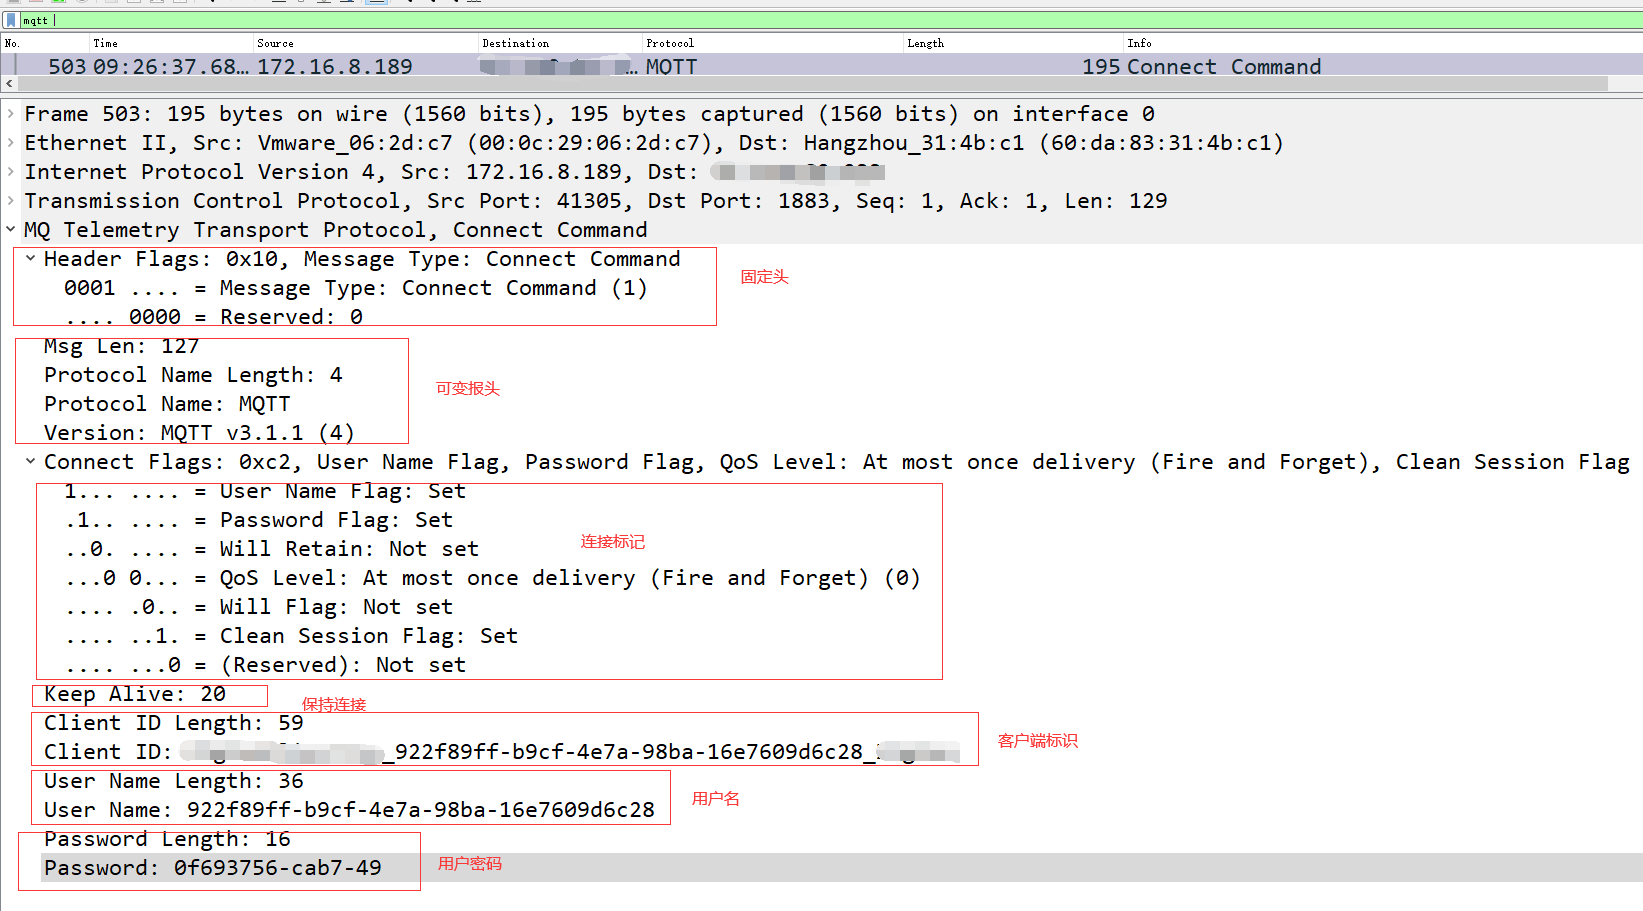 mqtt
No. Time Source Destination Protocol Length Info
503 09:26:37.68… 172.16.8.189 … MQTT 195 Connect Command
Frame 503: 195 bytes on wire (1560 bits), 195 bytes captured (1560 bits) on interface 0
Ethernet II, Src: Vmware_06:2d:c7 (00:0c:29:06:2d:c7), Dst: Hangzhou_31:4b:c1 (60:da:83:31:4b:c1)
Internet Protocol Version 4, Src: 172.16.8.189, Dst:
Transmission Control Protocol, Src Port: 41305, Dst Port: 1883, Seq: 1, Ack: 1, Len: 129
MQ Telemetry Transport Protocol, Connect Command
Header Flags: 0x10, Message Type: Connect Command
固定头
0001 .... = Message Type: Connect Command (1)
.... 0000 = Reserved: 0
Msg Len: 127
Protocol Name Length: 4
可变报头
Protocol Name: MQTT
Version: MQTT v3.1.1 (4)
Connect Flags: 0xc2, User Name Flag, Password Flag, QoS Level: At most once delivery (Fire and Forget), Clean Session Flag
1... .... = User Name Flag: Set
.1.. .... = Password Flag: Set
..0. .... = Will Retain: Not set
连接标记
...0 0... = QoS Level: At most once delivery (Fire and Forget) (0)
.... .0.. = Will Flag: Not set
.... ..1. = Clean Session Flag: Set
.... ...0 = (Reserved): Not set
Keep Alive: 20
保持连接
Client ID Length: 59
Client ID: _922f89ff-b9cf-4e7a-98ba-16e7609d6c28_
客户端标识
User Name Length: 36
用户名
User Name: 922f89ff-b9cf-4e7a-98ba-16e7609d6c28
Password Length: 16
Password: 0f693756-cab7-49
用户密码